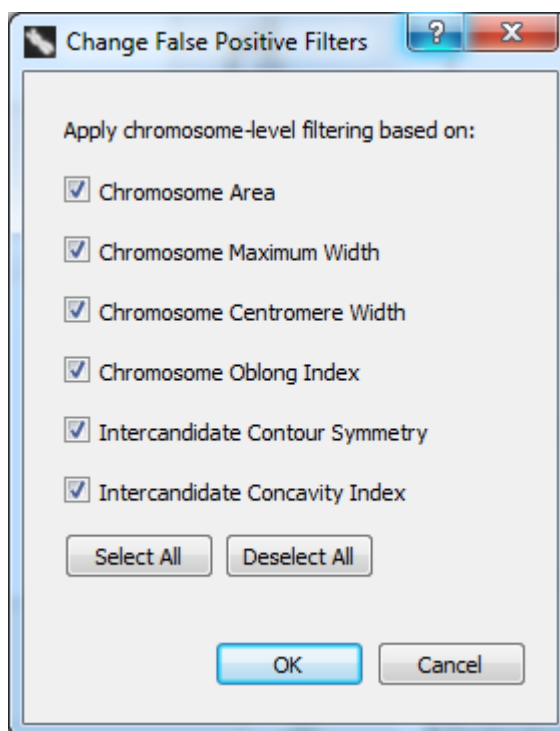 Change False Positive Filters
?
X
Apply chromosome-level filtering based on:
Chromosome Area
Chromosome Maximum Width
Chromosome Centromere Width
Chromosome Oblong Index
Intercandidate Contour Symmetry
Intercandidate Concavity Index
Select All Deselect All
OK Cancel